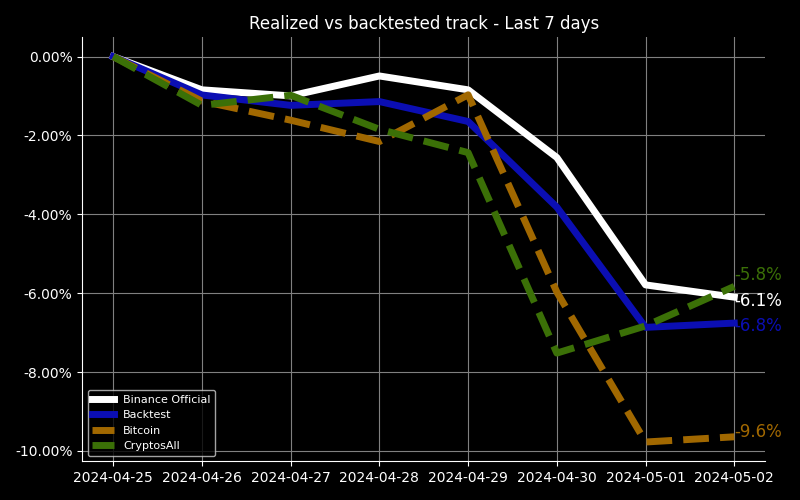 Realized vs backtested track - Last 7 days
0.00%
-2.00%
-4.00%
-6.00%
-8.00%
-10.00%
-5.8%
-6.1%
-6.8%
-9.6%
Binance Official
Backtest
Bitcoin
CryptosAll
2024-04-25 2024-04-26 2024-04-27 2024-04-28 2024-04-29 2024-04-30 2024-05-01 2024-05-02